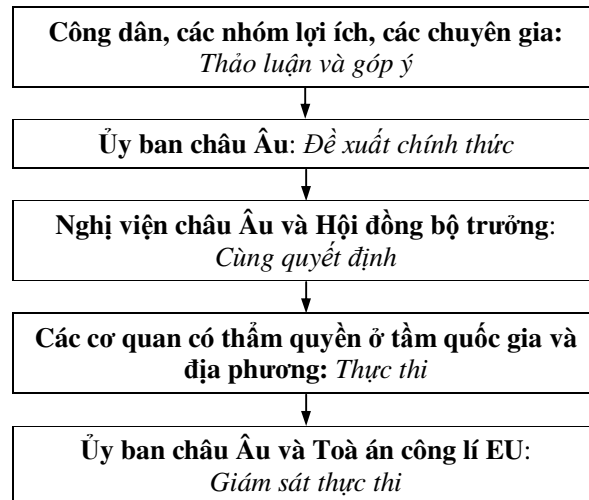 Công dân, các nhóm lợi ích, các chuyên gia:
Thảo luận và góp ý
Ủy ban châu Âu: Đề xuất chính thức
Nghị viện châu Âu và Hội đồng bộ trưởng:
Cùng quyết định
Các cơ quan có thẩm quyền ở tầm quốc gia và
địa phương: Thực thi
Ủy ban châu Âu và Toà án công lí EU:
Giám sát thực thi